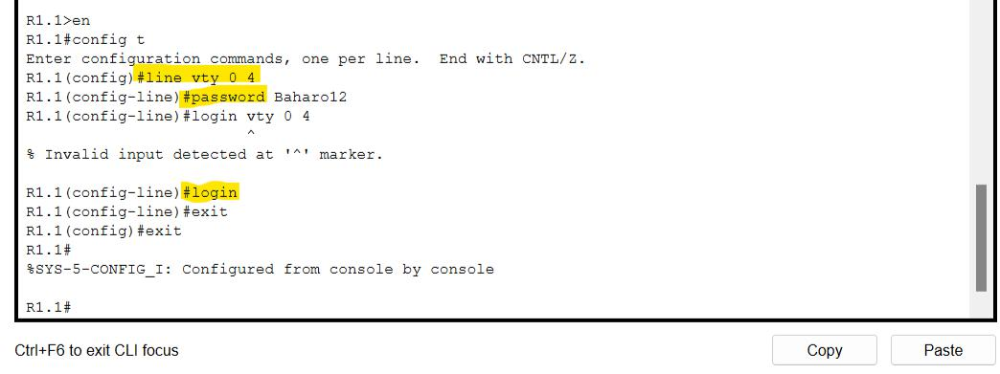 R1.1>en
R1.1#config t
Enter configuration commands, one per line.  End with CNTL/Z.
R1.1(config)#line vty 0 4
R1.1(config-line)#password Baharo12
R1.1(config-line)#login vty 0 4
^
% Invalid input detected at '^' marker.
R1.1(config-line)#login
R1.1(config-line)#exit
R1.1(config)#exit
R1.1#
%SYS-5-CONFIG_I: Configured from console by console
R1.1#
Ctrl+F6 to exit CLI focus
Copy
Paste